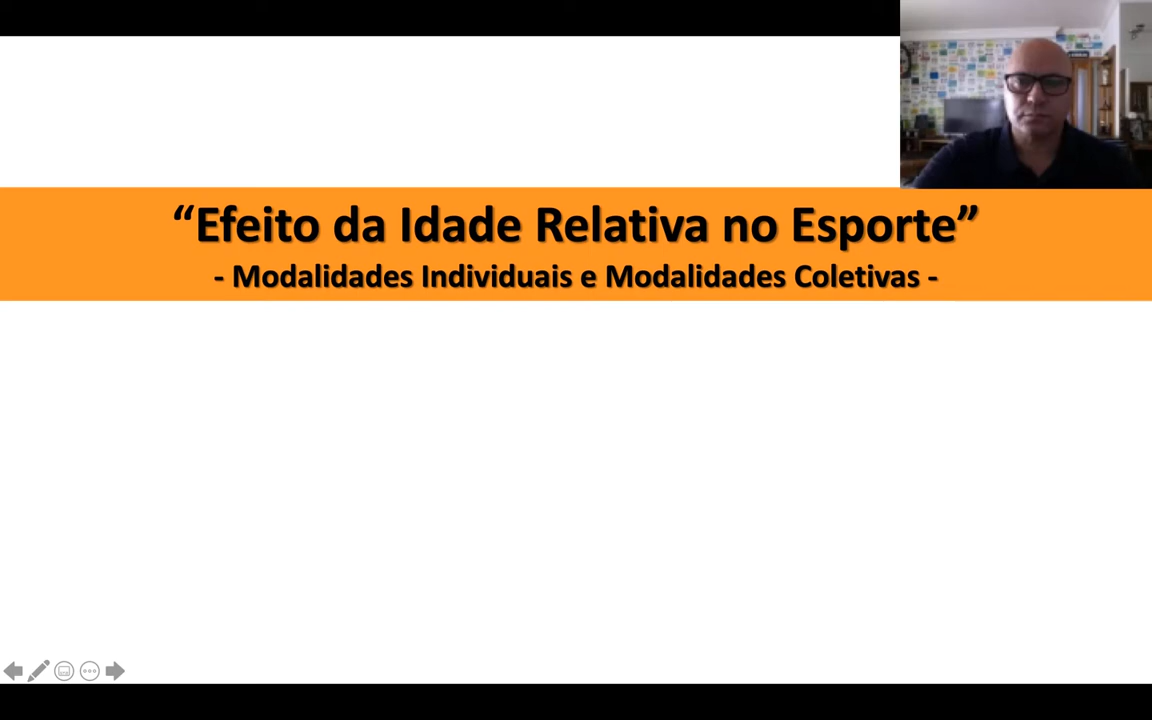 “Efeito da Idade Relativa no Esporte”
- Modalidades Individuais e Modalidades Coletivas -